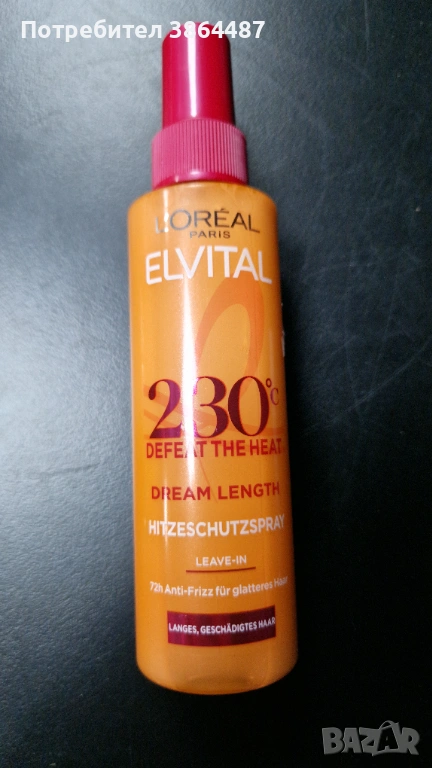 Потребител 3864487
L'ORÉAL
PARIS
ELVITAL
230°C
DEFEAT THE HEAT
DREAM LENGTH
HITZESCHUTZSPRAY
LEAVE-IN
72h Anti-Frizz für glatteres Haar
LANGES, GESCHÄDIGTES HAAR
BAZAR